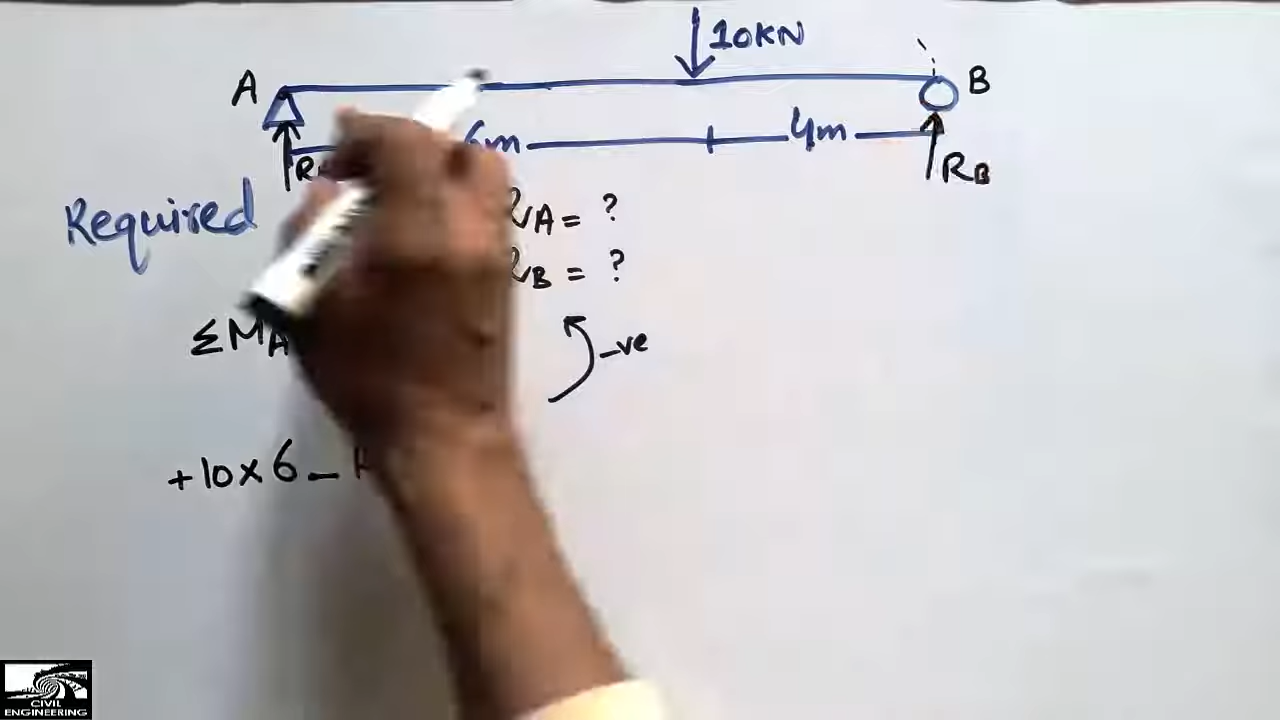 10KN
A B
6m 4m
RB
Required A = ?
B = ?
ΣMA
-ve
+10×6-
CIVIL
ENGINEERING